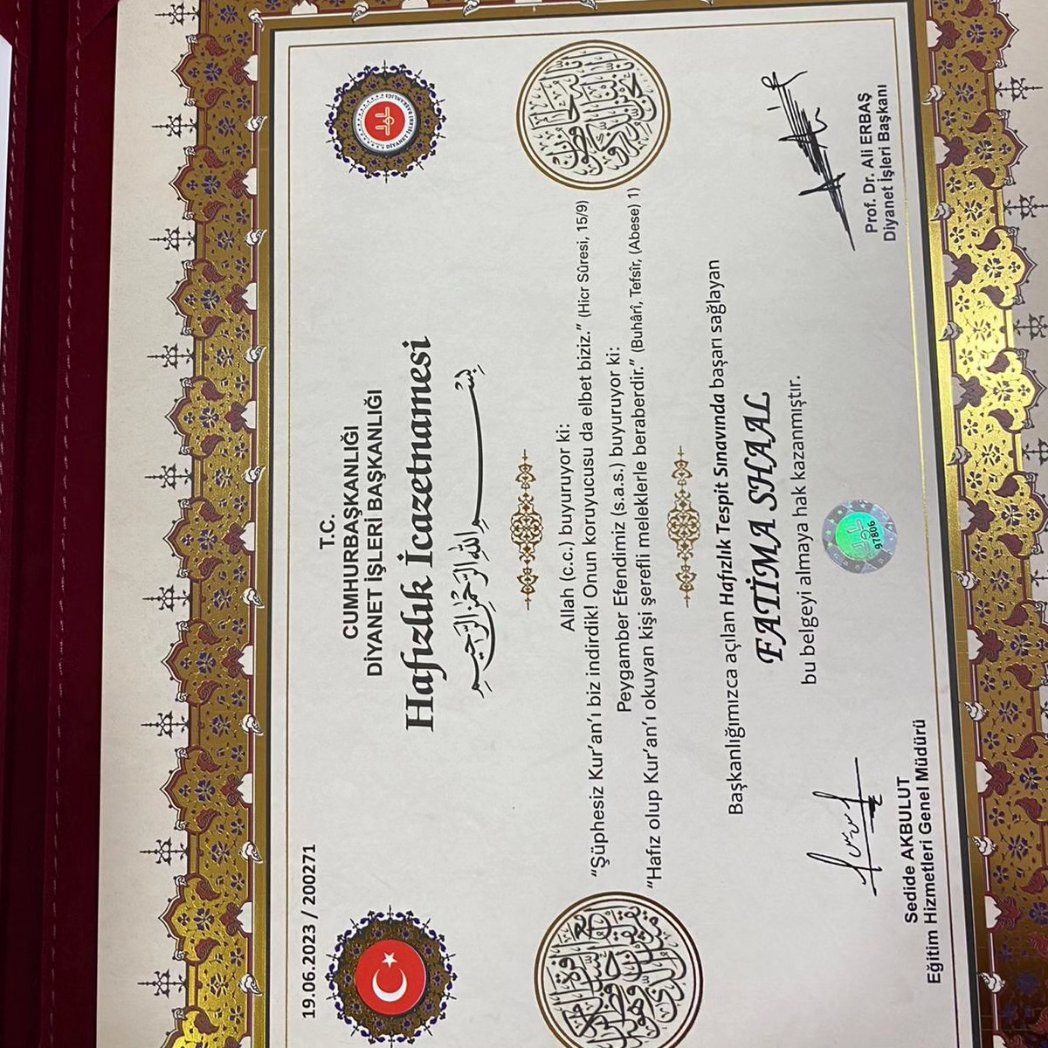 19.06.2023 / 200271
T.C.
CUMHURBAŞKANLIĞI
DİYANET İŞLERİ BAŞKANLIĞI
DİYANET İŞLERİ BAŞKANLIĞI
Hafızlık İcazetnamesi
بسم الله الرحمن الرحيم
Allah (c.c.) buyuruyor ki:
“Şüphesiz Kur’an’ı biz indirdik! Onun koruyucusu da elbet biziz.” (Hicr Sûresi, 15/9)
Peygamber Efendimiz (s.a.s.) buyuruyor ki:
“Hafız olup Kur’an’ı okuyan kişi şerefli meleklerle beraberdir.” (Buhârî, Tefsîr, (Abese) 1)
Başkanlığımızca açılan Hafızlık Tespit Sınavında başarı sağlayan
FATİMA SHAAL
bu belgeyi almaya hak kazanmıştır.
97806
Sedide AKBULUT
Eğitim Hizmetleri Genel Müdürü
Prof. Dr. Ali ERBAŞ
Diyanet İşleri Başkanı